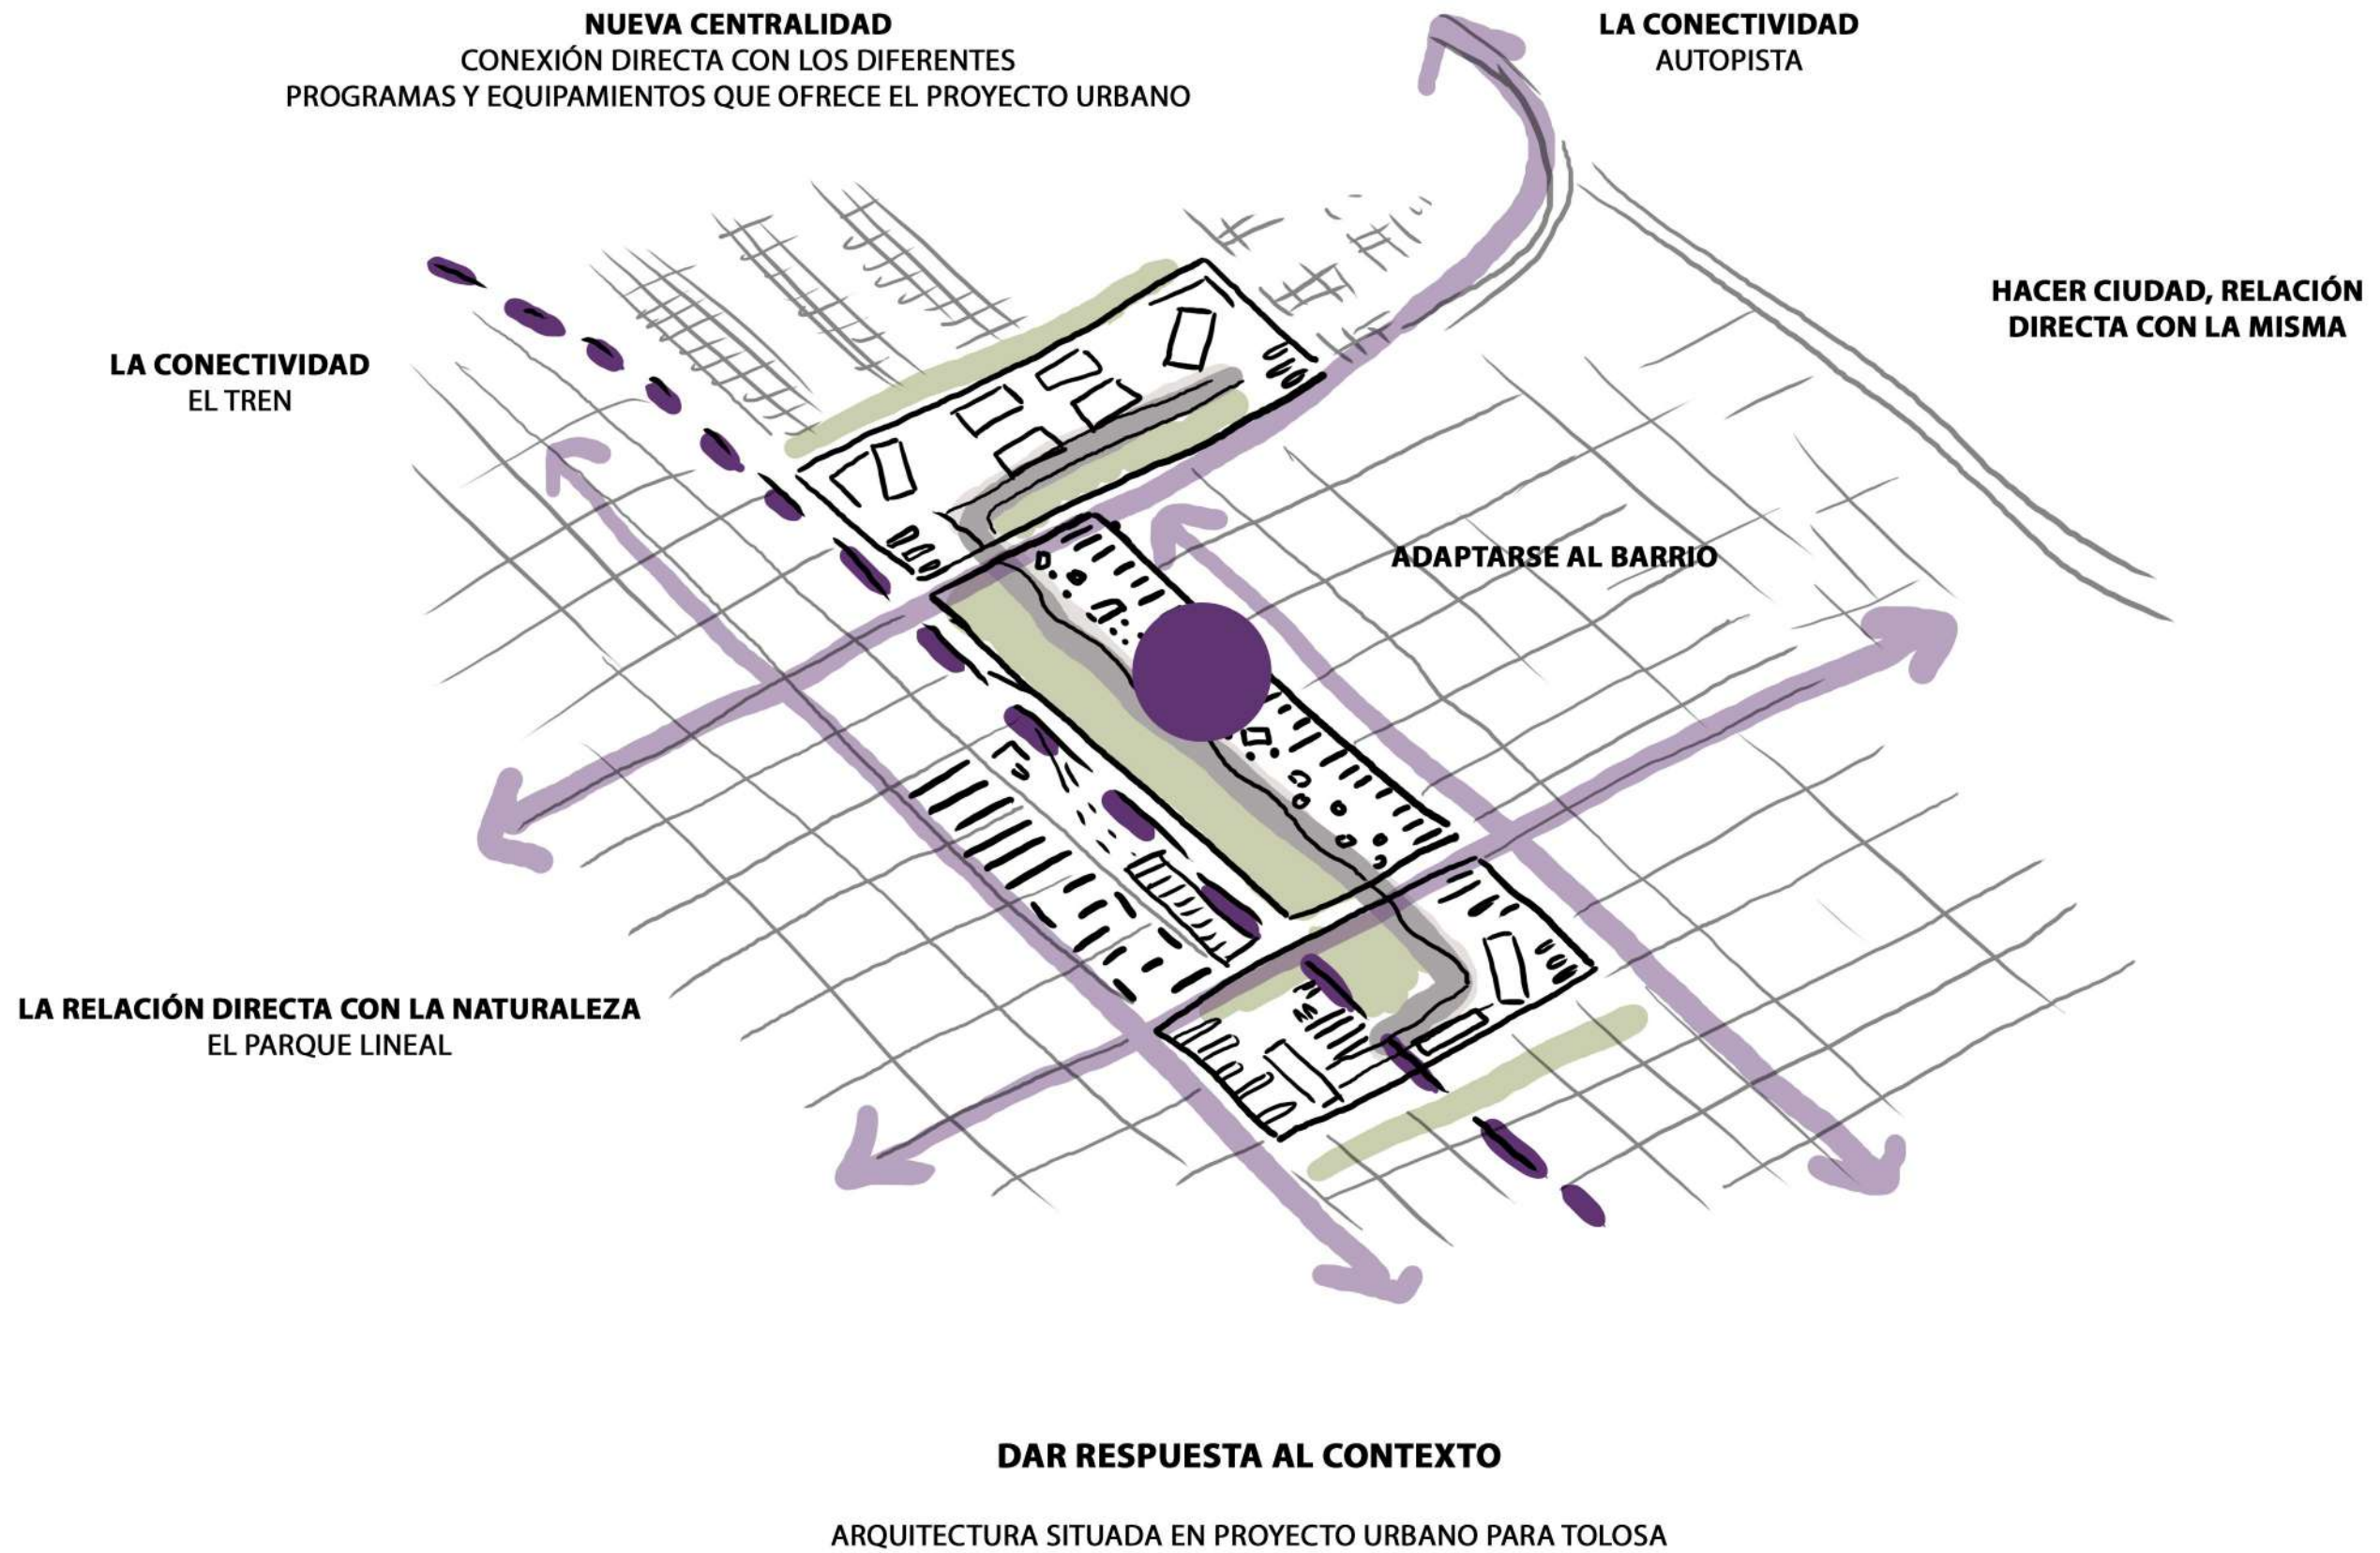 NUEVA CENTRALIDAD
CONEXIÓN DIRECTA CON LOS DIFERENTES
PROGRAMAS Y EQUIPAMIENTOS QUE OFRECE EL PROYECTO URBANO
LA CONECTIVIDAD
AUTOPISTA
HACER CIUDAD, RELACIÓN
DIRECTA CON LA MISMA
LA CONECTIVIDAD
EL TREN
ADAPTARSE AL BARRIO
LA RELACIÓN DIRECTA CON LA NATURALEZA
EL PARQUE LINEAL
DAR RESPUESTA AL CONTEXTO
ARQUITECTURA SITUADA EN PROYECTO URBANO PARA TOLOSA